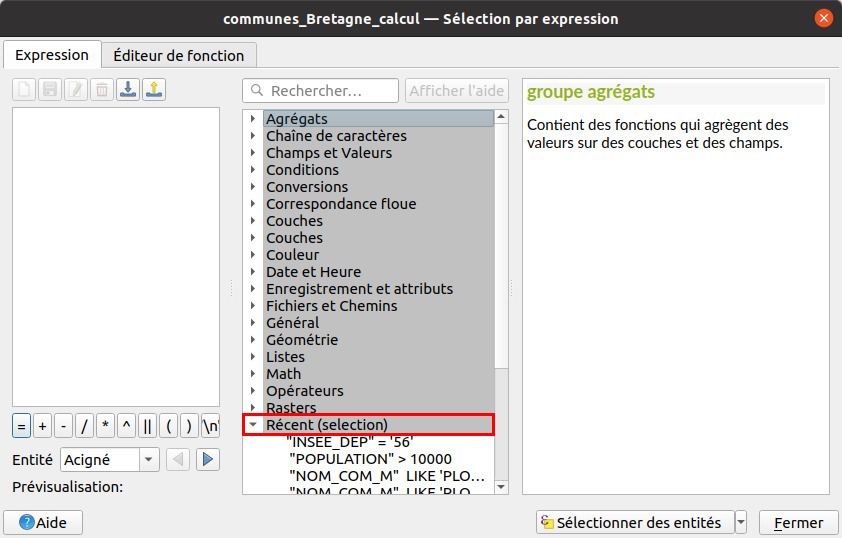 communes_Bretagne_calcul — Sélection par expression
Expression
Éditeur de fonction
Rechercher…
Afficher l'aide
Agrégats
Chaîne de caractères
Champs et Valeurs
Conditions
Conversions
Correspondance floue
Couches
Couches
Couleur
Date et Heure
Enregistrement et attributs
Fichiers et Chemins
Général
Géométrie
Listes
Math
Opérateurs
Rasters
Récent (selection)
"INSEE_DEP" = '56'
"POPULATION" > 10000
"NOM_COM_M" LIKE 'PLO…
"NOM_COM_M" LIKE 'PLO…
groupe agrégats
Contient des fonctions qui agrègent des
valeurs sur des couches et des champs.
= + - / * ^ || ( ) \n'
Entité Acigné
Prévisualisation:
Aide
Sélectionner des entités
Fermer